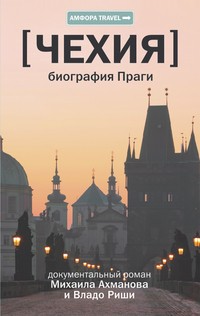 АМФОРА TRAVEL
[ЧЕХИЯ]
биография Праги
документальный роман
Михаила Ахманова
и Владо Риши